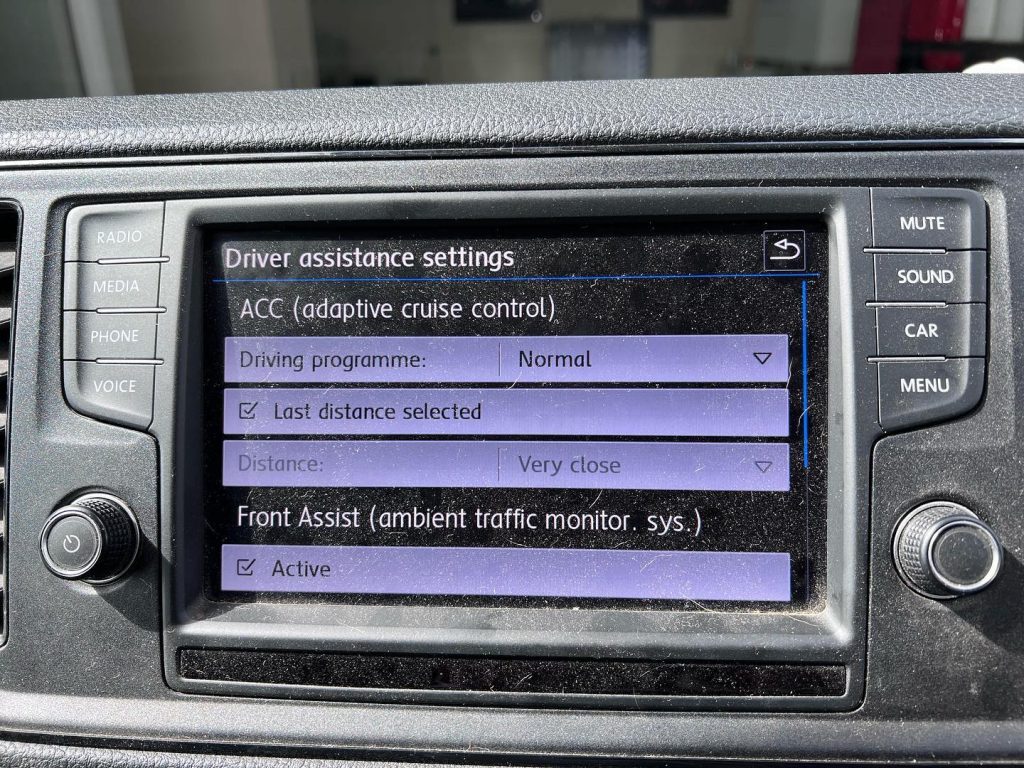 RADIO
MEDIA
PHONE
VOICE
Driver assistance settings
ACC (adaptive cruise control)
Driving programme: Normal
Last distance selected
Distance: Very close
Front Assist (ambient traffic monitor. sys.)
Active
MUTE
SOUND
CAR
MENU